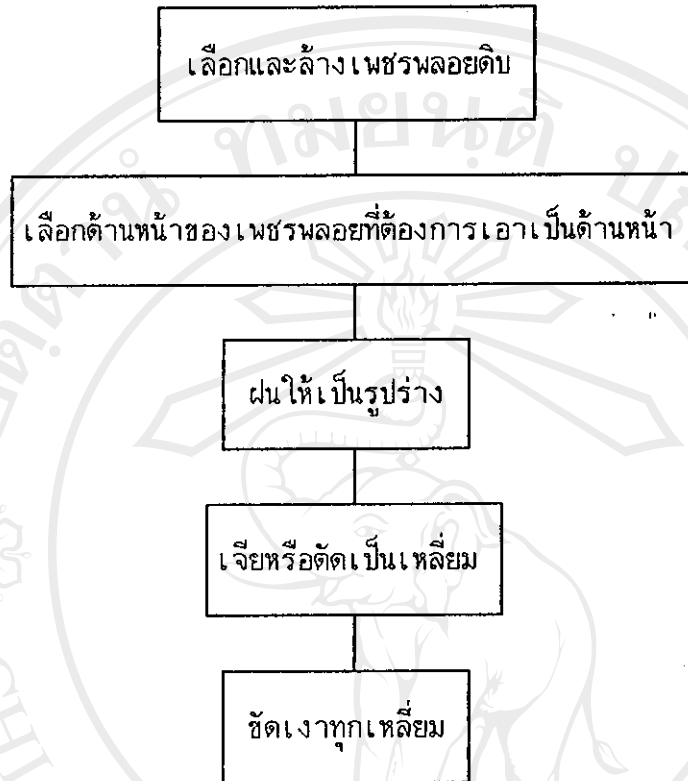 เลือกและล้างเพชรพลอยดิบ
เลือกด้านหน้าของเพชรพลอยที่ต้องการเอาเป็นด้านหน้า
ฝนให้เป็นรูปร่าง
เจียหรือตัดเป็นเหลี่ยม
ขัดเงาทุกเหลี่ยม